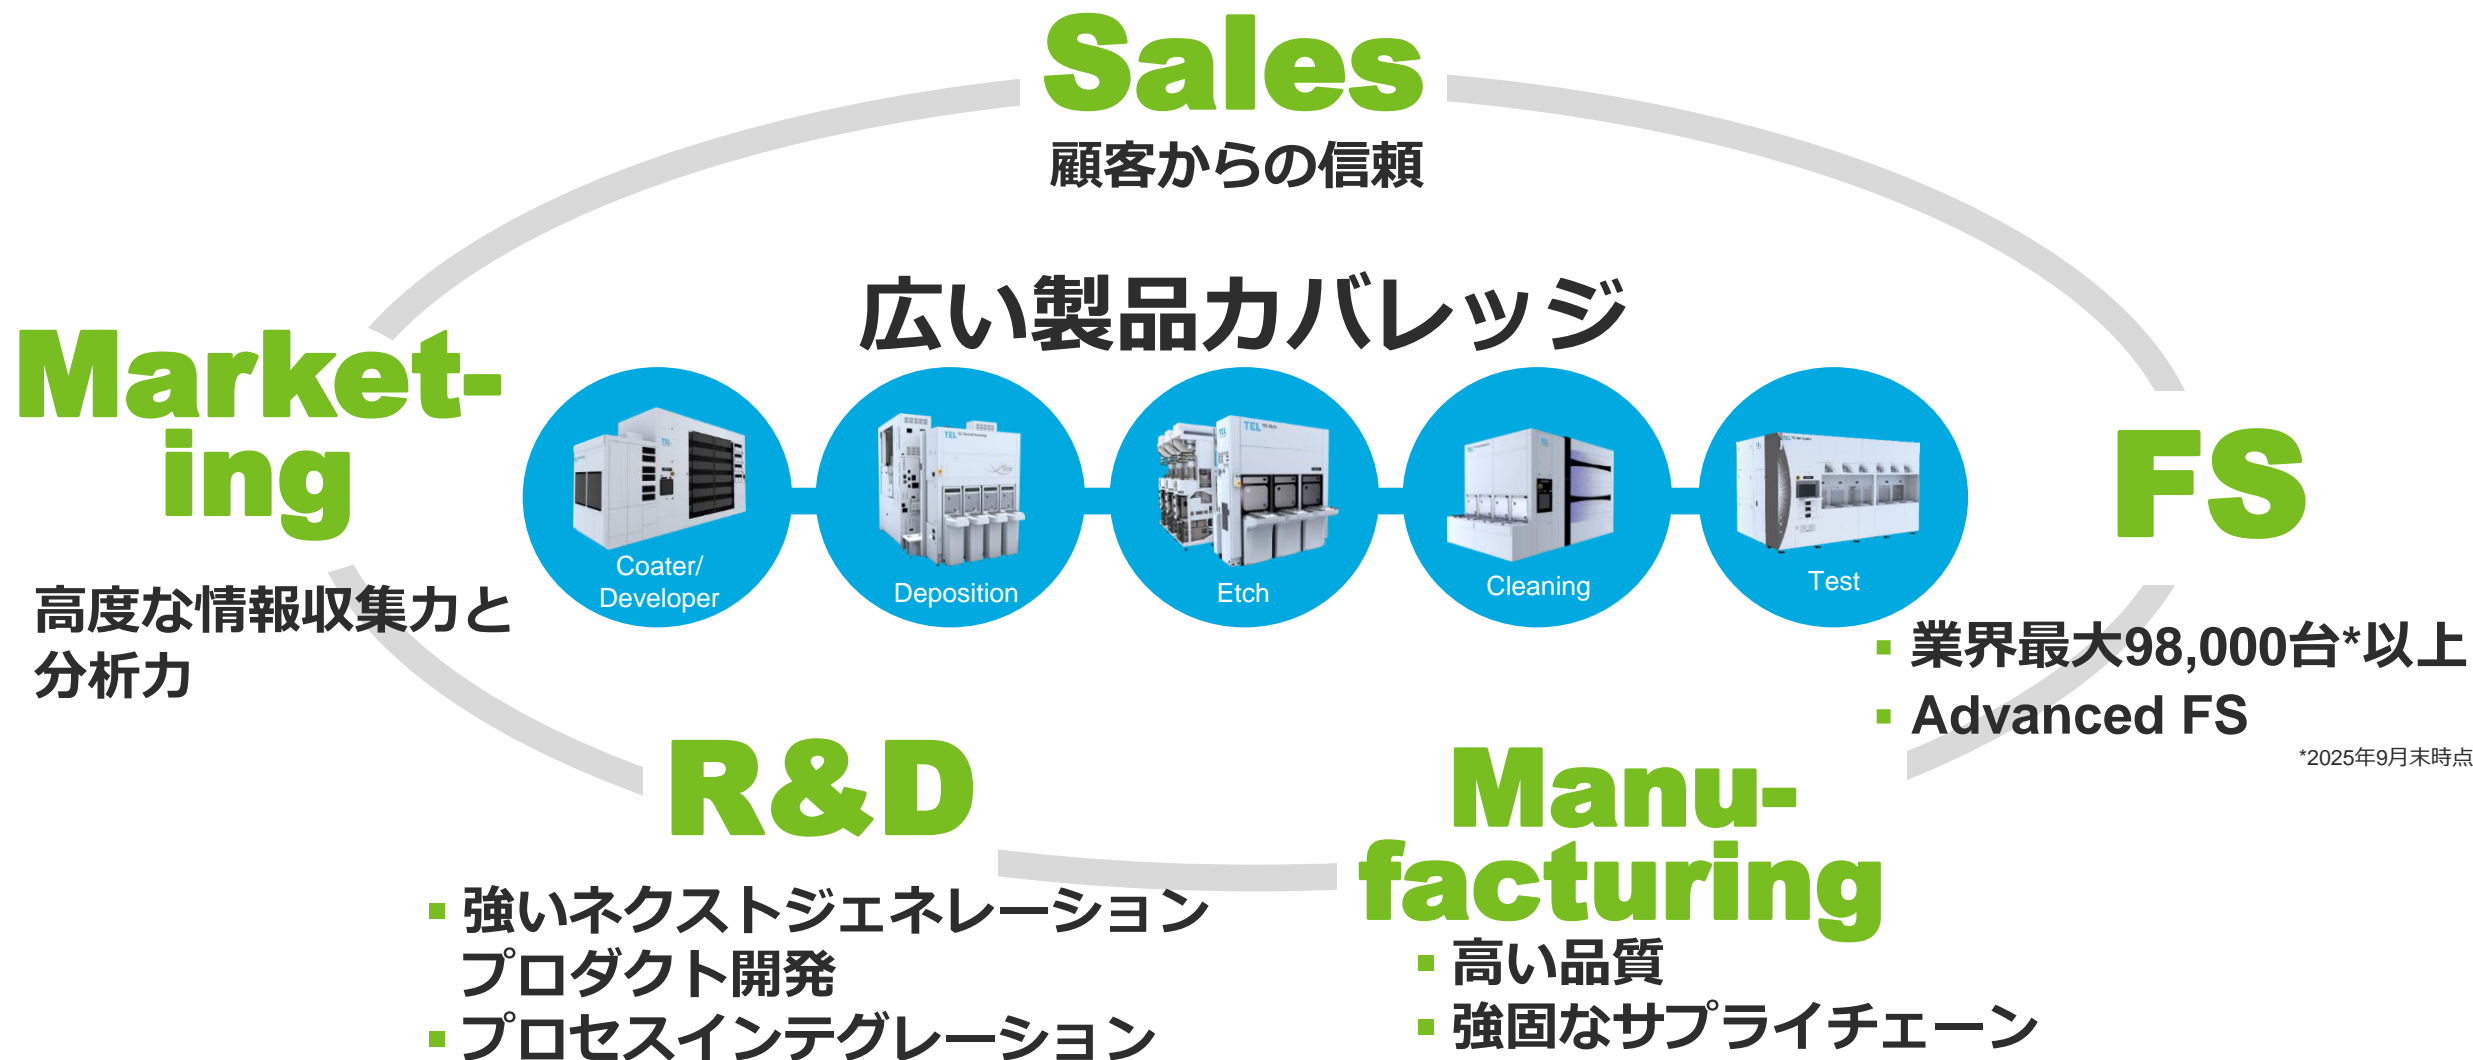 Sales
顧客からの信頼
広い製品カバレッジ
Market-
ing
高度な情報収集力と
分析力
TEL
Coater/
Developer
TEL
Deposition
TEL
Etch
TEL
Cleaning
TEL
Test
FS
▪ 業界最大98,000台*以上
▪ Advanced FS
*2025年9月末時点
R&D
▪ 強いネクストジェネレーション
プロダクト開発
▪ プロセスインテグレーション
Manu-
facturing
▪ 高い品質
▪ 強固なサプライチェーン